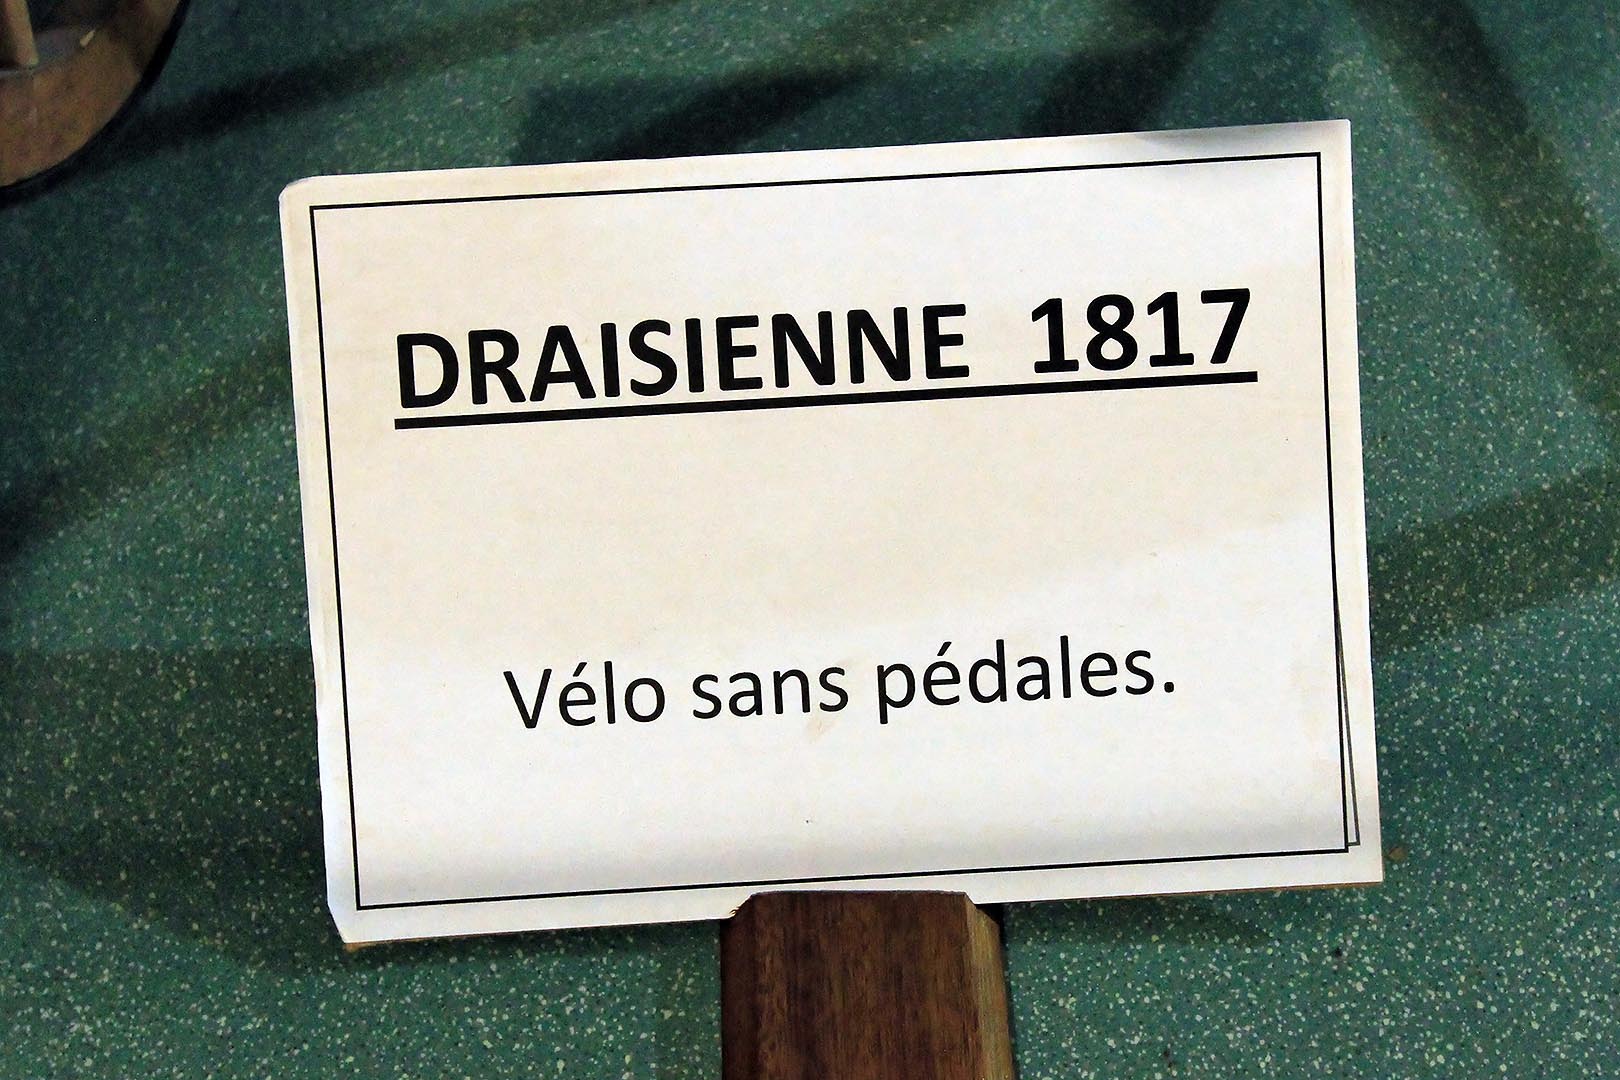 DRAISIENNE 1817
Vélo sans pédales.